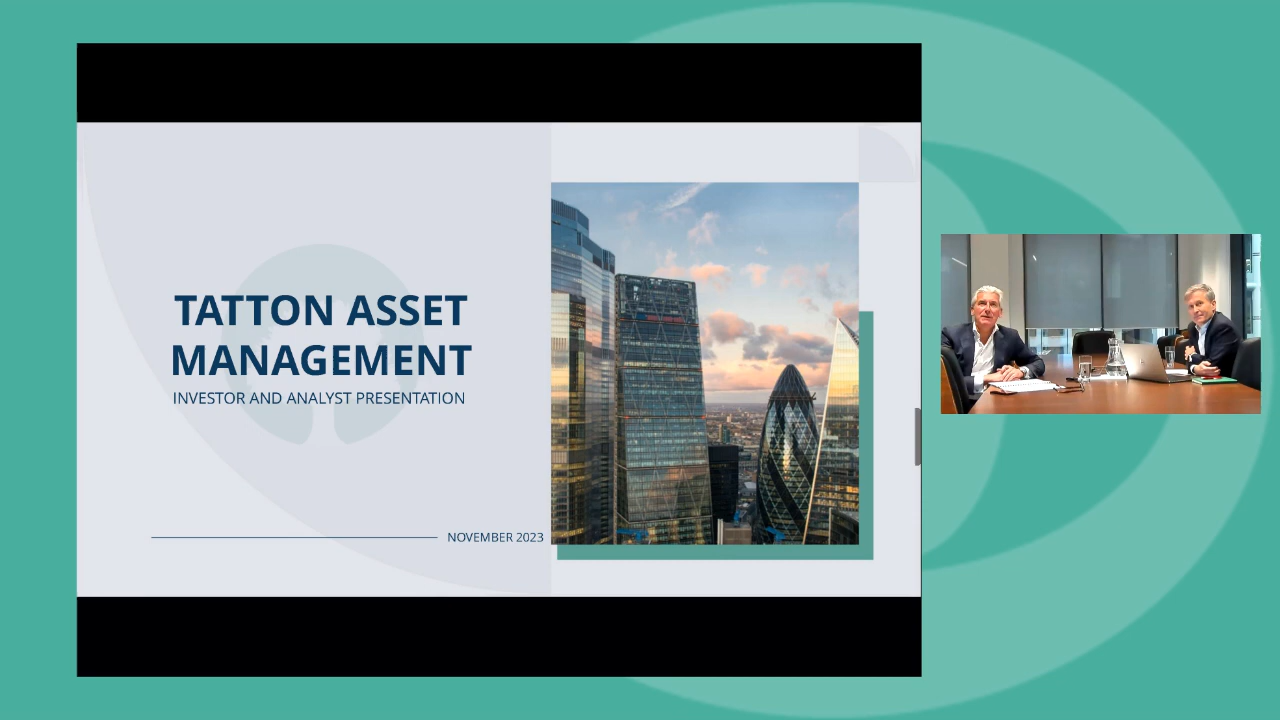 TATTON ASSET
MANAGEMENT
INVESTOR AND ANALYST PRESENTATION
NOVEMBER 2023